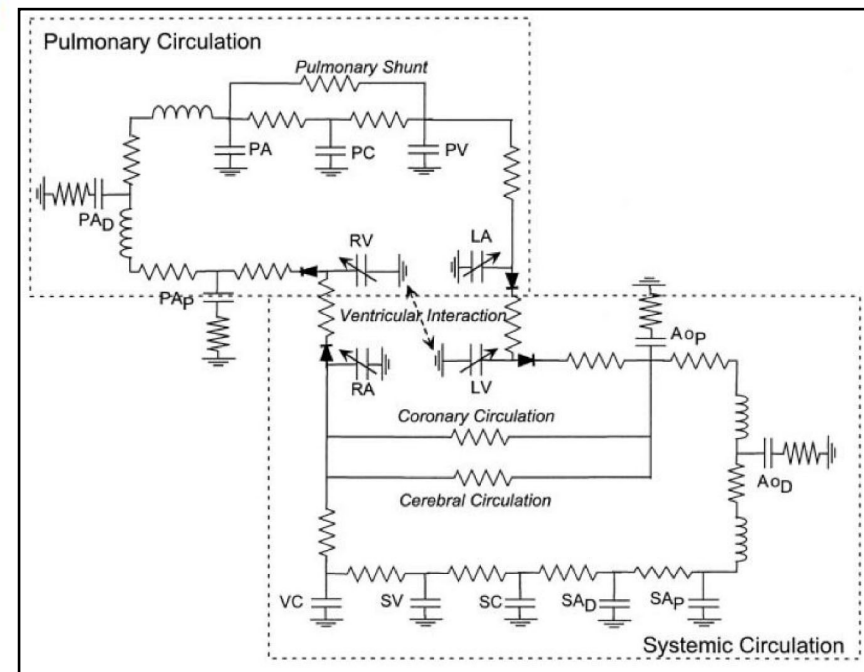 Pulmonary Circulation
Pulmonary Shunt
PA
PC
PV
PAD
RV
LA
PAP
Ventricular Interaction
AoP
RA
LV
Coronary Circulation
AoD
Cerebral Circulation
VC
SV
SC
SAD
SAP
Systemic Circulation